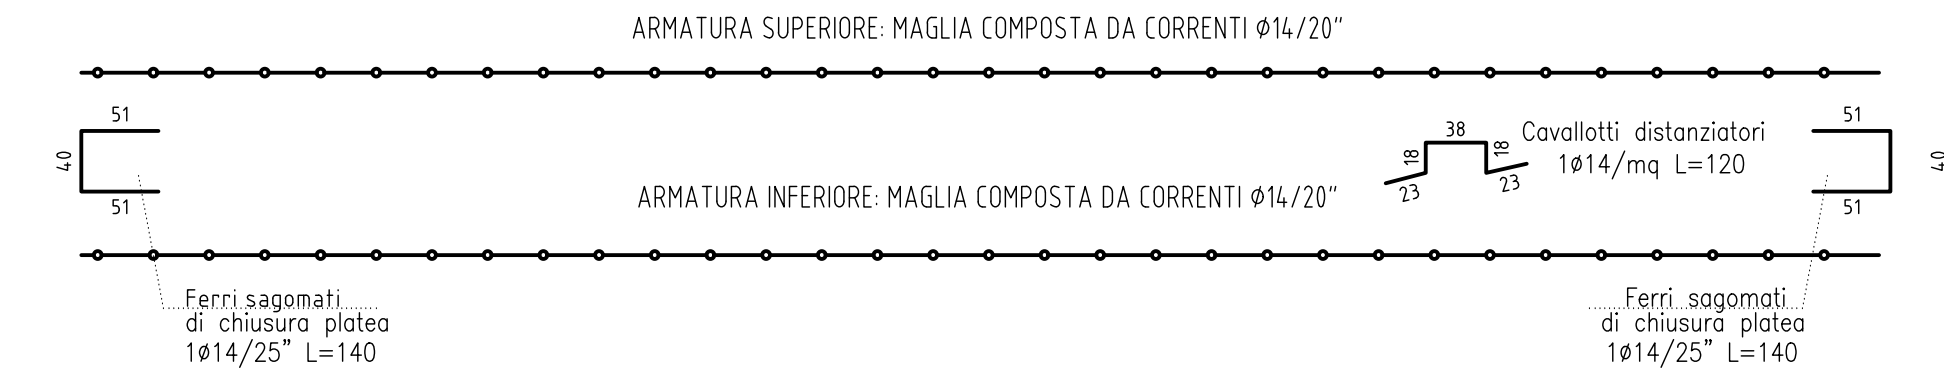 ARMATURA SUPERIORE: MAGLIA COMPOSTA DA CORRENTI Ø14/20"
51
40
51
38
18
18
23
23
Cavallotti distanziatori
1Ø14/mq L=120
51
40
51
ARMATURA INFERIORE: MAGLIA COMPOSTA DA CORRENTI Ø14/20"
Ferri sagomati
di chiusura platea
1Ø14/25" L=140
Ferri sagomati
di chiusura platea
1Ø14/25" L=140